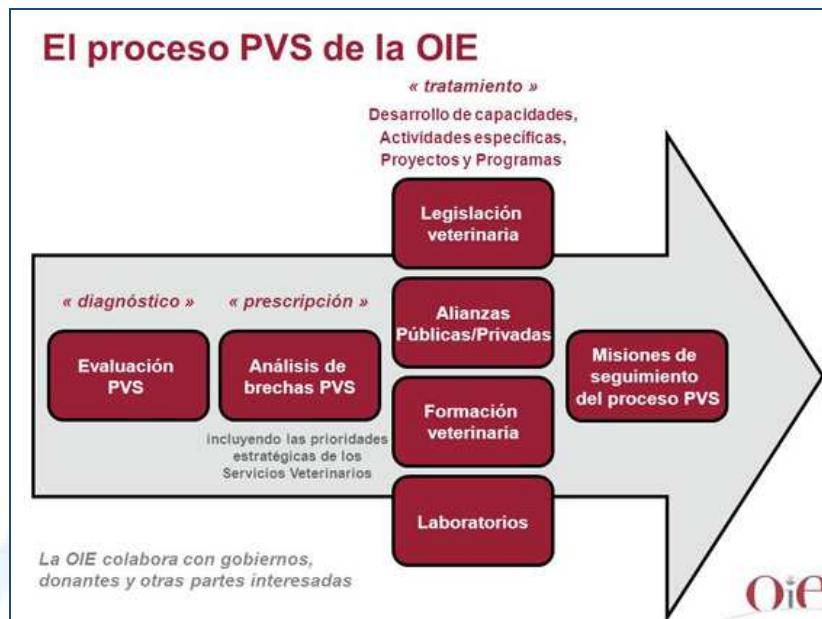 El proceso PVS de la OIE
« tratamiento »
Desarrollo de capacidades,
Actividades específicas,
Proyectos y Programas
Legislación
veterinaria
« diagnóstico »
« prescripción »
Alianzas
Públicas/Privadas
Evaluación
PVS
Análisis de
brechas PVS
Misiones de
seguimiento
del proceso PVS
Formación
veterinaria
incluyendo las prioridades
estratégicas de los
Servicios Veterinarios
Laboratorios
La OIE colabora con gobiernos,
donantes y otras partes interesadas
Oie